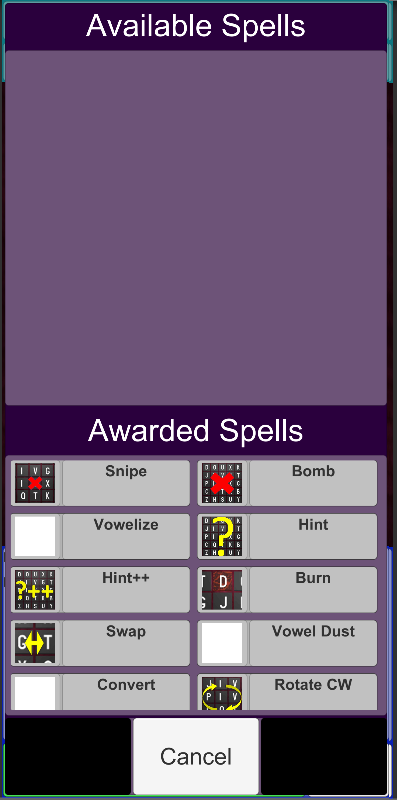 Available Spells
Awarded Spells
Snipe
Bomb
Vowelize
Hint
Hint++
Burn
Swap
Vowel Dust
Convert
Rotate CW
Cancel